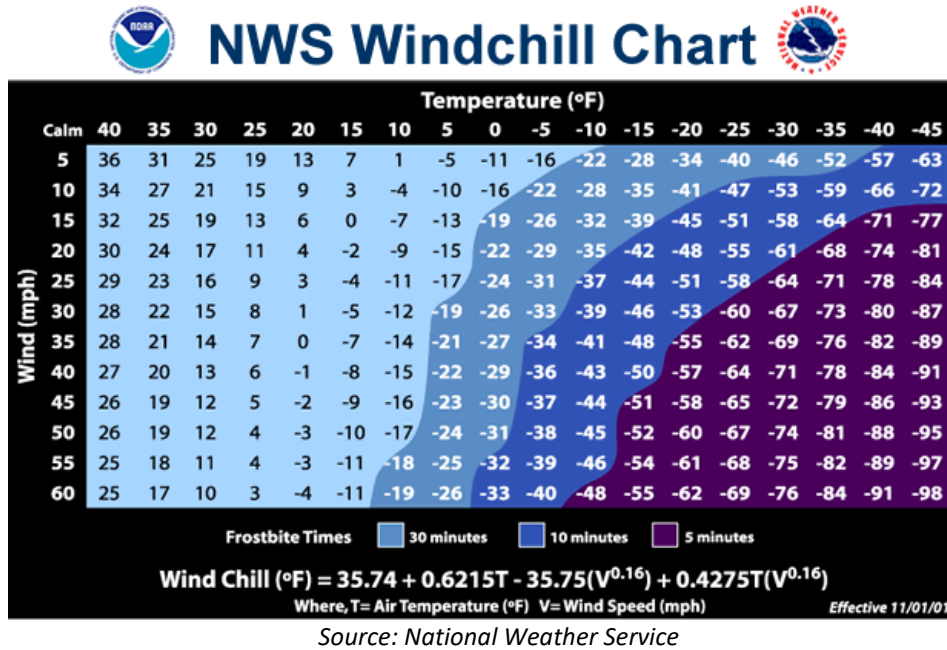 NOAA
NWS Windchill Chart
NATIONAL WEATHER SERVICE
Temperature (ºF)
Calm 40 35 30 25 20 15 10 5 0 -5 -10 -15 -20 -25 -30 -35 -40 -45
5 36 31 25 19 13 7 1 -5 -11 -16 -22 -28 -34 -40 -46 -52 -57 -63
10 34 27 21 15 9 3 -4 -10 -16 -22 -28 -35 -41 -47 -53 -59 -66 -72
15 32 25 19 13 6 0 -7 -13 -19 -26 -32 -39 -45 -51 -58 -64 -71 -77
20 30 24 17 11 4 -2 -9 -15 -22 -29 -35 -42 -48 -55 -61 -68 -74 -81
25 29 23 16 9 3 -4 -11 -17 -24 -31 -37 -44 -51 -58 -64 -71 -78 -84
30 28 22 15 8 1 -5 -12 -19 -26 -33 -39 -46 -53 -60 -67 -73 -80 -87
35 28 21 14 7 0 -7 -14 -21 -27 -34 -41 -48 -55 -62 -69 -76 -82 -89
40 27 20 13 6 -1 -8 -15 -22 -29 -36 -43 -50 -57 -64 -71 -78 -84 -91
45 26 19 12 5 -2 -9 -16 -23 -30 -37 -44 -51 -58 -65 -72 -79 -86 -93
50 26 19 12 4 -3 -10 -17 -24 -31 -38 -45 -52 -60 -67 -74 -81 -88 -95
55 25 18 11 4 -3 -11 -18 -25 -32 -39 -46 -54 -61 -68 -75 -82 -89 -97
60 25 17 10 3 -4 -11 -19 -26 -33 -40 -48 -55 -62 -69 -76 -84 -91 -98
Wind (mph)
Frostbite Times 30 minutes 10 minutes 5 minutes
Wind Chill (ºF) = 35.74 + 0.6215T - 35.75(V^0.16) + 0.4275T(V^0.16)
Where, T= Air Temperature (ºF) V= Wind Speed (mph) Effective 11/01/01
Source: National Weather Service